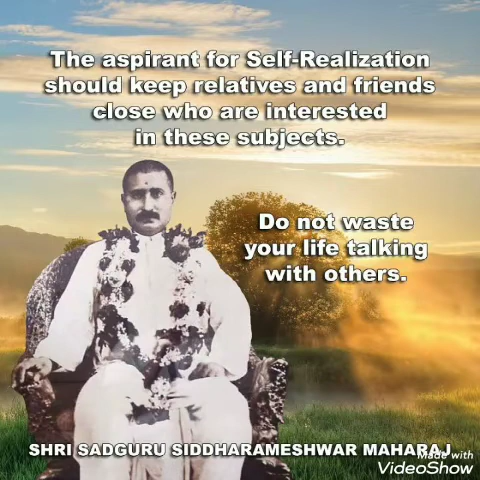 The aspirant for Self-Realization
should keep relatives and friends
close who are interested
in these subjects.
Do not waste
your life talking
with others.
SHRI SADGURU SIDDHARAMESHWAR MAHARAJ
Made with
VideoShow